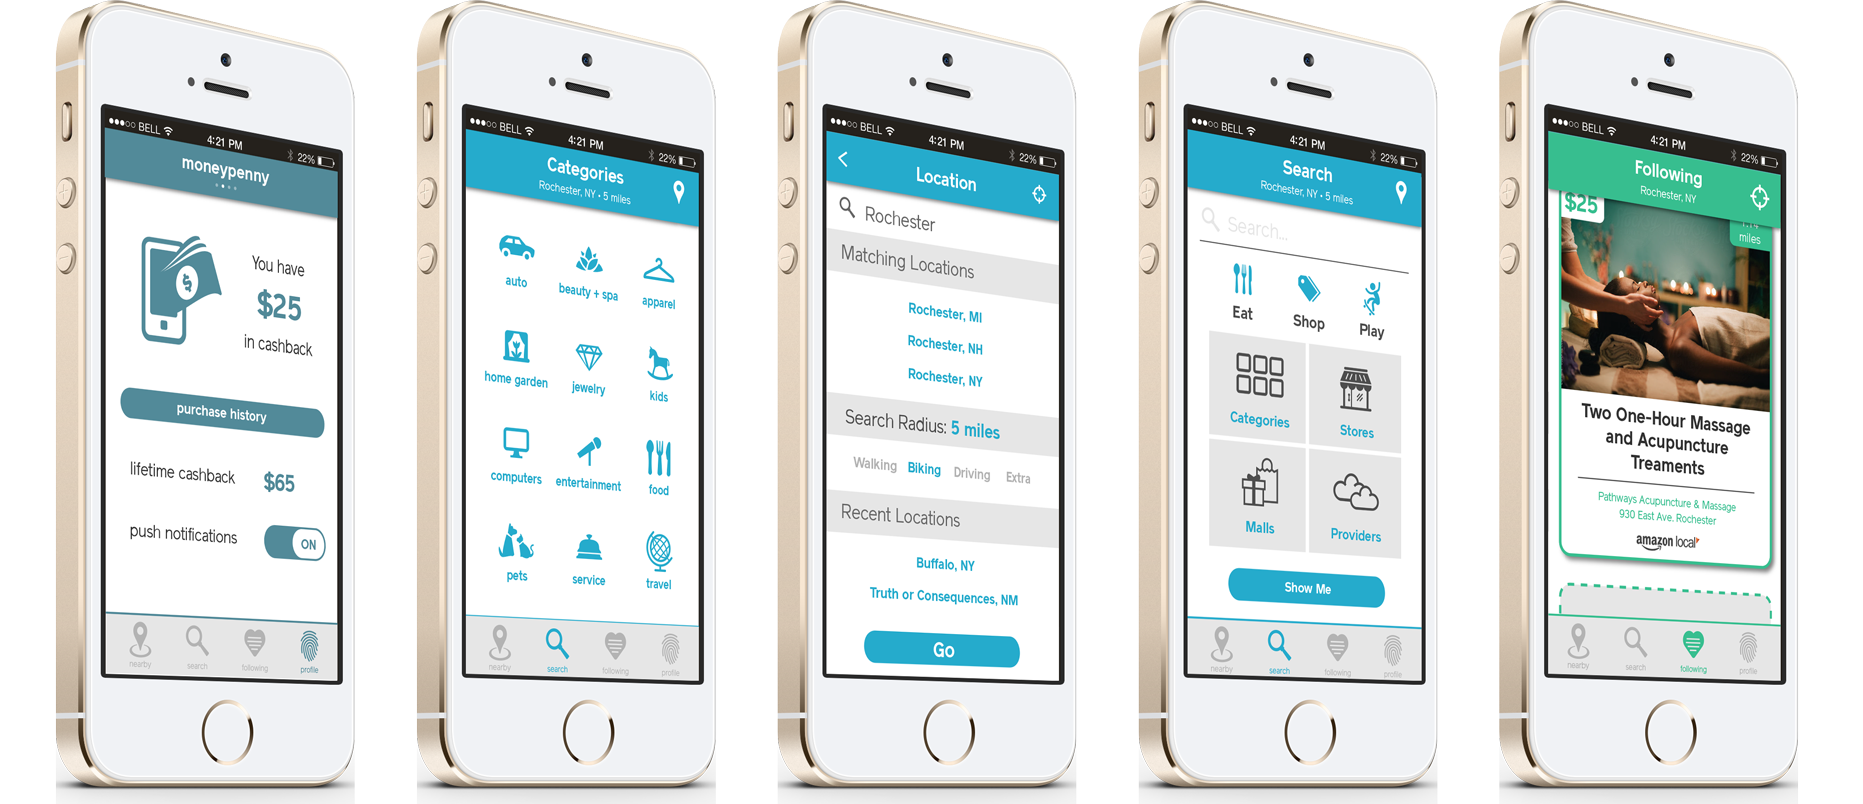 BELL
4:21 PM
22%
moneypenny
You have
$25
in cashback
purchase history
lifetime cashback $65
push notifications ON
nearby search following profile
BELL
4:21 PM
22%
Categories
Rochester, NY • 5 miles
auto beauty + spa apparel
home garden jewelry kids
computers entertainment food
pets service travel
nearby search following profile
BELL
4:21 PM
22%
Location
Rochester
Matching Locations
Rochester, MI
Rochester, NH
Rochester, NY
Search Radius: 5 miles
Walking Biking Driving Extra
Recent Locations
Buffalo, NY
Truth or Consequences, NM
Go
BELL
4:21 PM
22%
Search
Rochester, NY • 5 miles
Search...
Eat Shop Play
Categories Stores
Malls Providers
Show Me
nearby search following profile
BELL
4:21 PM
22%
Following
Rochester, NY
$25
miles
Two One-Hour Massage
and Acupuncture
Treaments
Pathways Acupuncture & Massage
930 East Ave. Rochester
amazon local
nearby search following profile